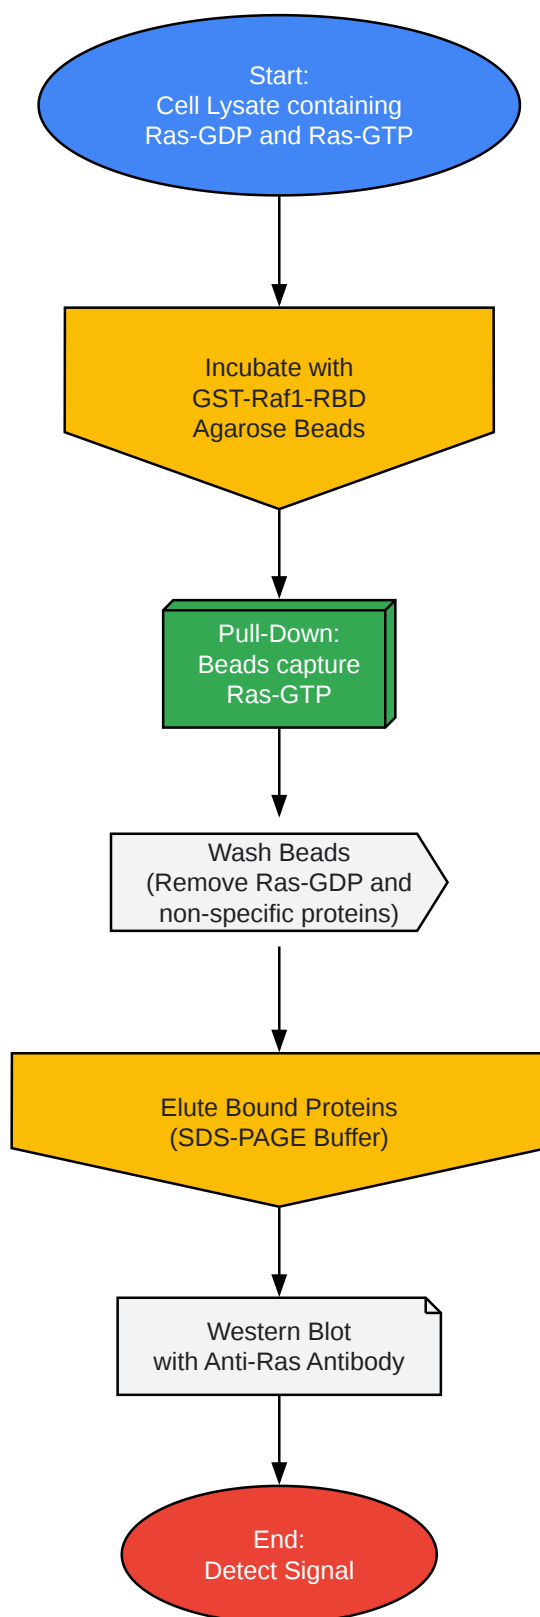 Start:
Cell Lysate containing
Ras-GDP and Ras-GTP
Incubate with
GST-Raf1-RBD
Agarose Beads
Pull-Down:
Beads capture
Ras-GTP
Wash Beads
(Remove Ras-GDP and
non-specific proteins)
Elute Bound Proteins
(SDS-PAGE Buffer)
Western Blot
with Anti-Ras Antibody
End:
Detect Signal